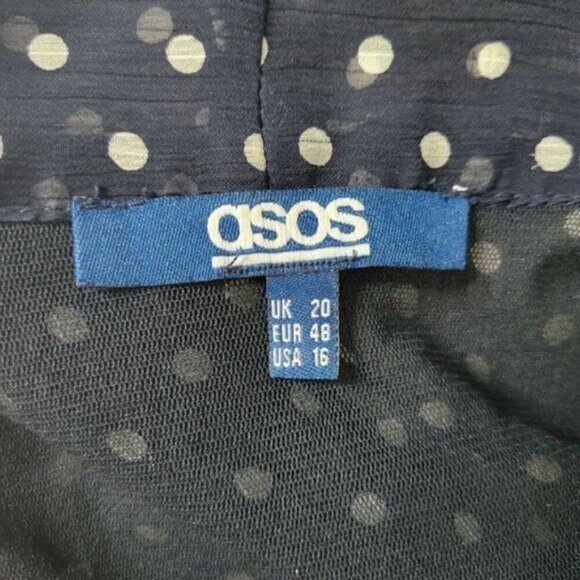 asos
UK 20
EUR 48
USA 16